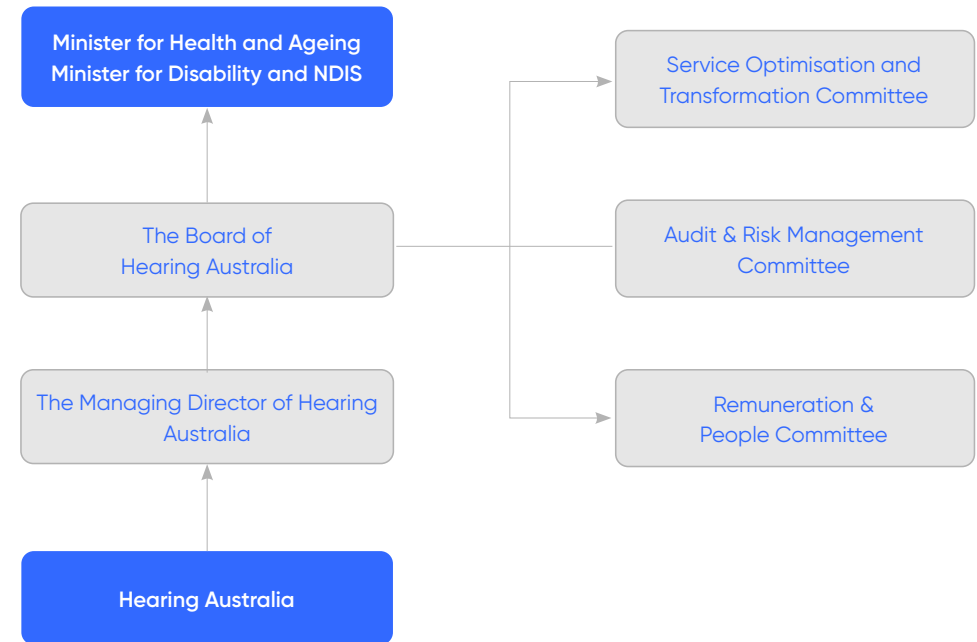 Minister for Health and Ageing
Minister for Disability and NDIS
The Board of
Hearing Australia
The Managing Director of Hearing
Australia
Hearing Australia
Service Optimisation and
Transformation Committee
Audit & Risk Management
Committee
Remuneration &
People Committee